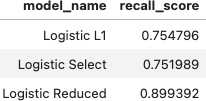 model_name recall_score
Logistic L1 0.754796
Logistic Select 0.751989
Logistic Reduced 0.899392